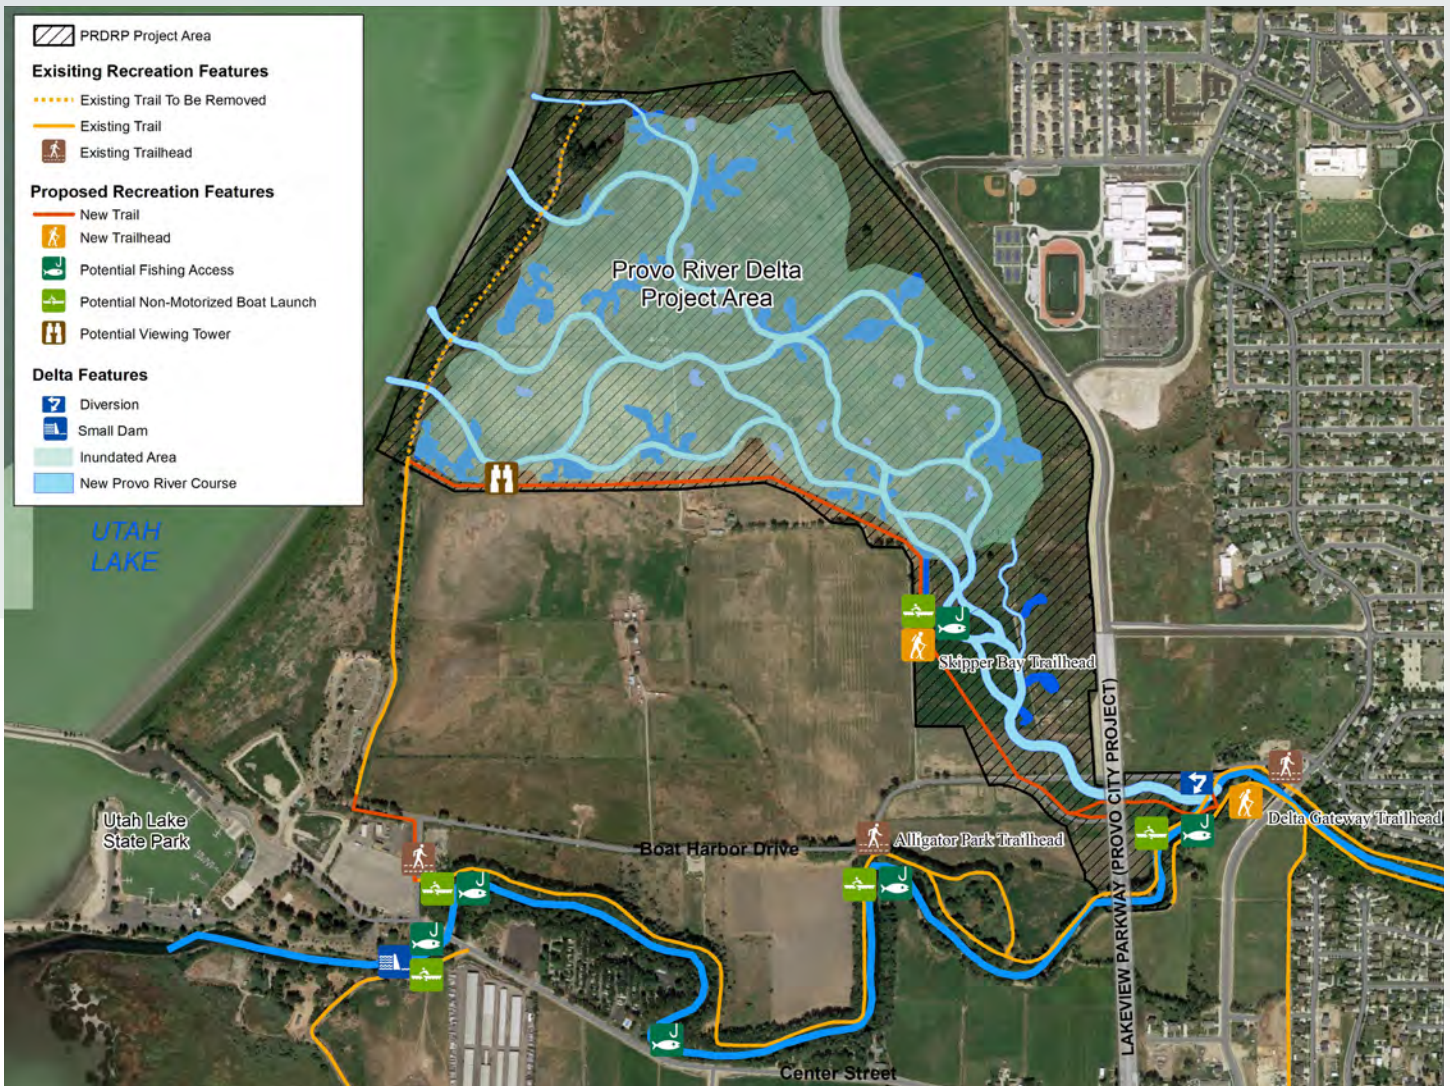 PRDRP Project Area
Exisiting Recreation Features
Existing Trail To Be Removed
Existing Trail
Existing Trailhead
Proposed Recreation Features
New Trail
New Trailhead
Potential Fishing Access
Potential Non-Motorized Boat Launch
Potential Viewing Tower
Delta Features
Diversion
Small Dam
Inundated Area
New Provo River Course
Provo River Delta
Project Area
UTAH
LAKE
Skipper Bay Trailhead
LAKEVIEW PARKWAY (PROVO CITY PROJECT)
Utah Lake
State Park
Boat Harbor Drive
Alligator Park Trailhead
Delta Gateway Trailhead
Center Street